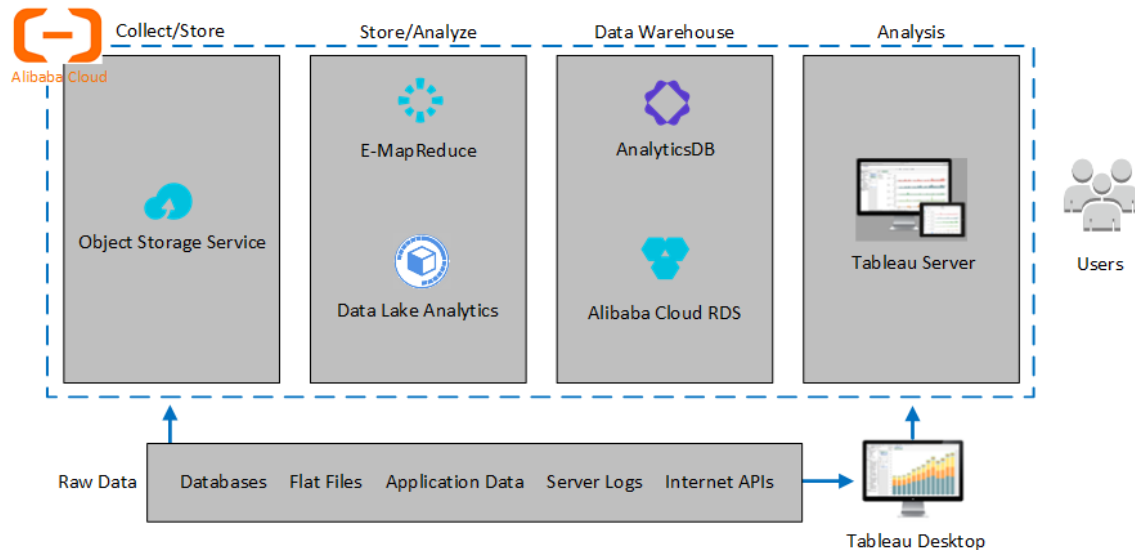 Collect/Store
Store/Analyze
Data Warehouse
Analysis
Alibaba Cloud
E-MapReduce
AnalyticsDB
Object Storage Service
Tableau Server
Users
Data Lake Analytics
Alibaba Cloud RDS
Raw Data
Databases
Flat Files
Application Data
Server Logs
Internet APIs
Tableau Desktop